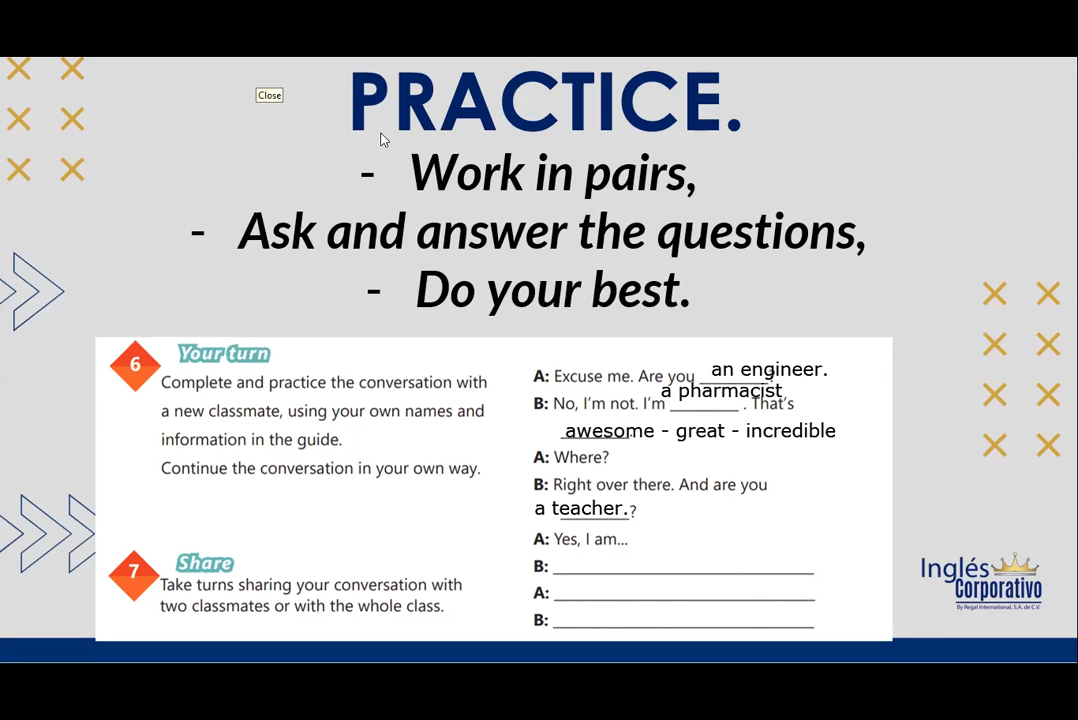 Close
PRACTICE.
- Work in pairs,
- Ask and answer the questions,
- Do your best.
6 Your turn
Complete and practice the conversation with
a new classmate, using your own names and
information in the guide.
Continue the conversation in your own way.
7 Share
Take turns sharing your conversation with
two classmates or with the whole class.
A: Excuse me. Are you an engineer. ?
B: No, I'm not. I'm a pharmacist . That's
awesome - great - incredible
A: Where?
B: Right over there. And are you
a teacher. ?
A: Yes, I am...
B:
A:
B:
Inglés
Corporativo
By Regal International, S.A. de C.V.